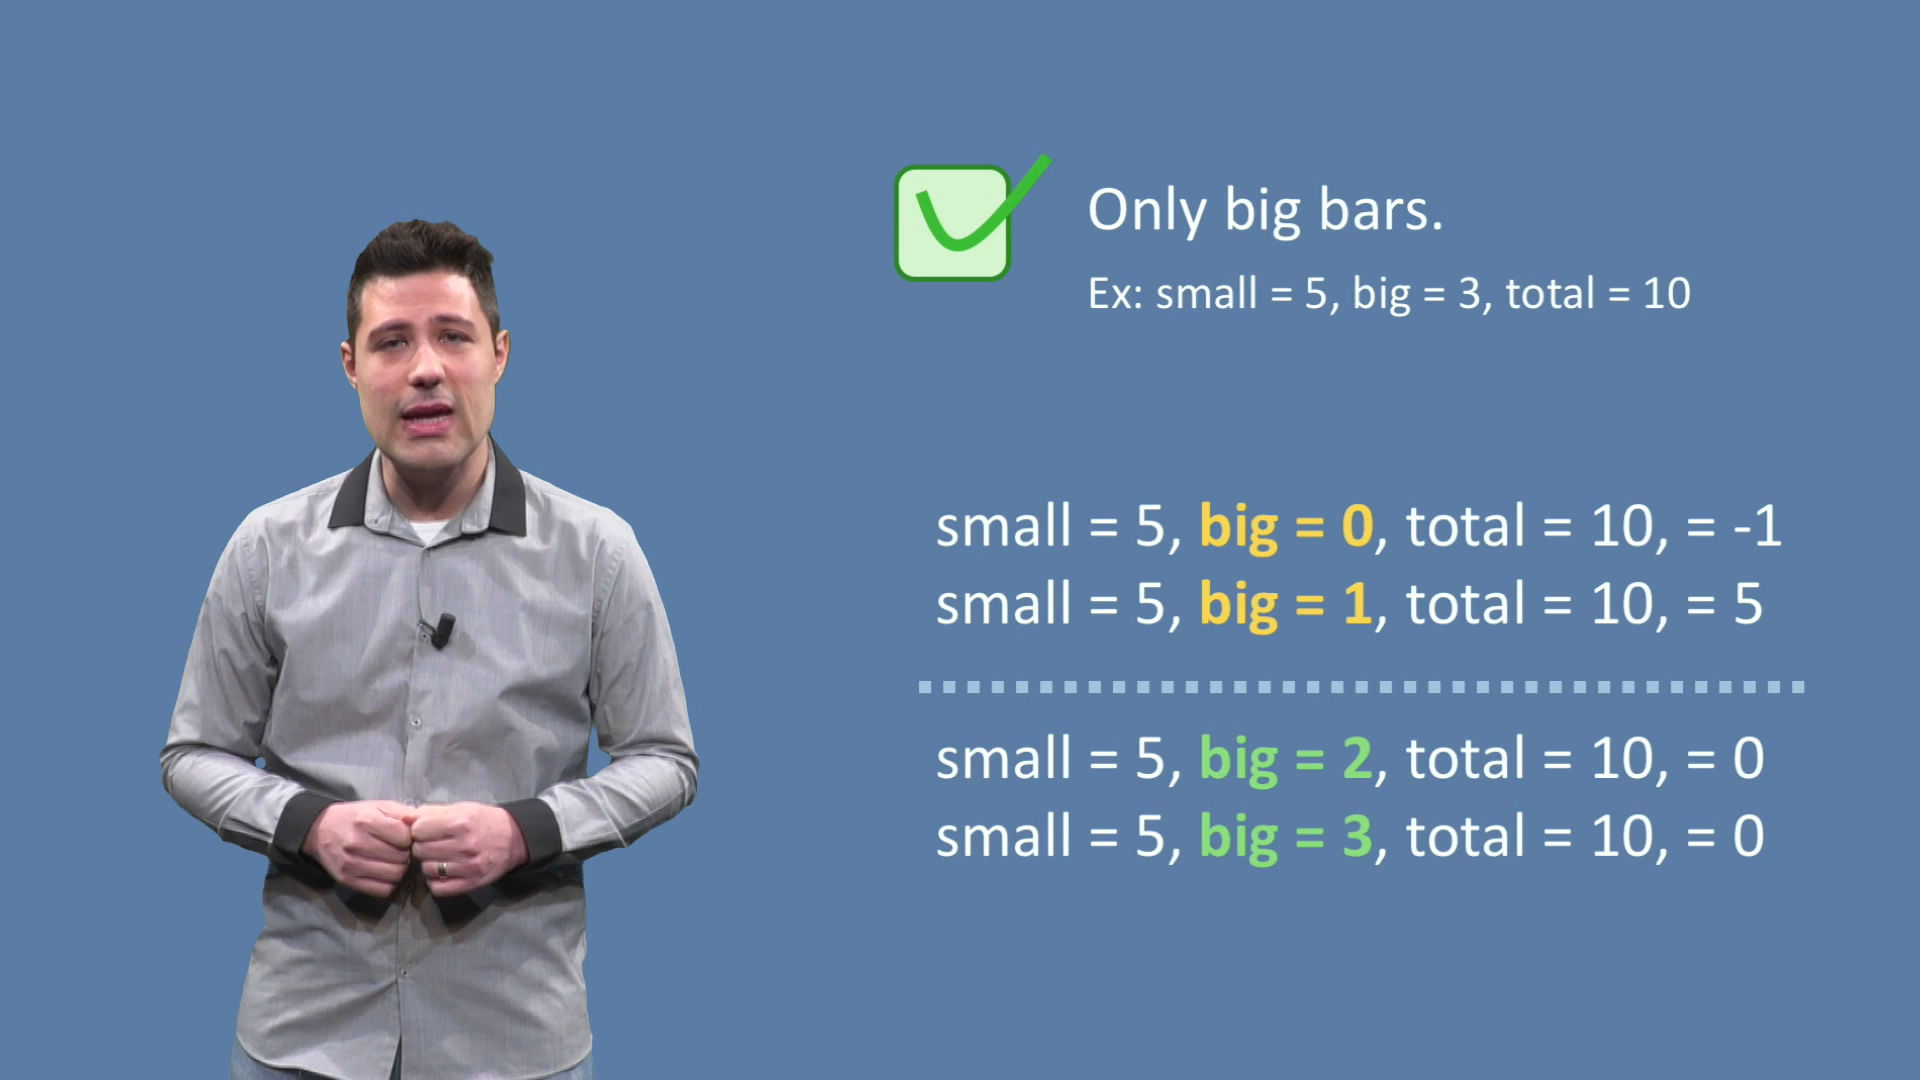 Only big bars.
Ex: small = 5, big = 3, total = 10
small = 5, big = 0, total = 10, = -1
small = 5, big = 1, total = 10, = 5
small = 5, big = 2, total = 10, = 0
small = 5, big = 3, total = 10, = 0